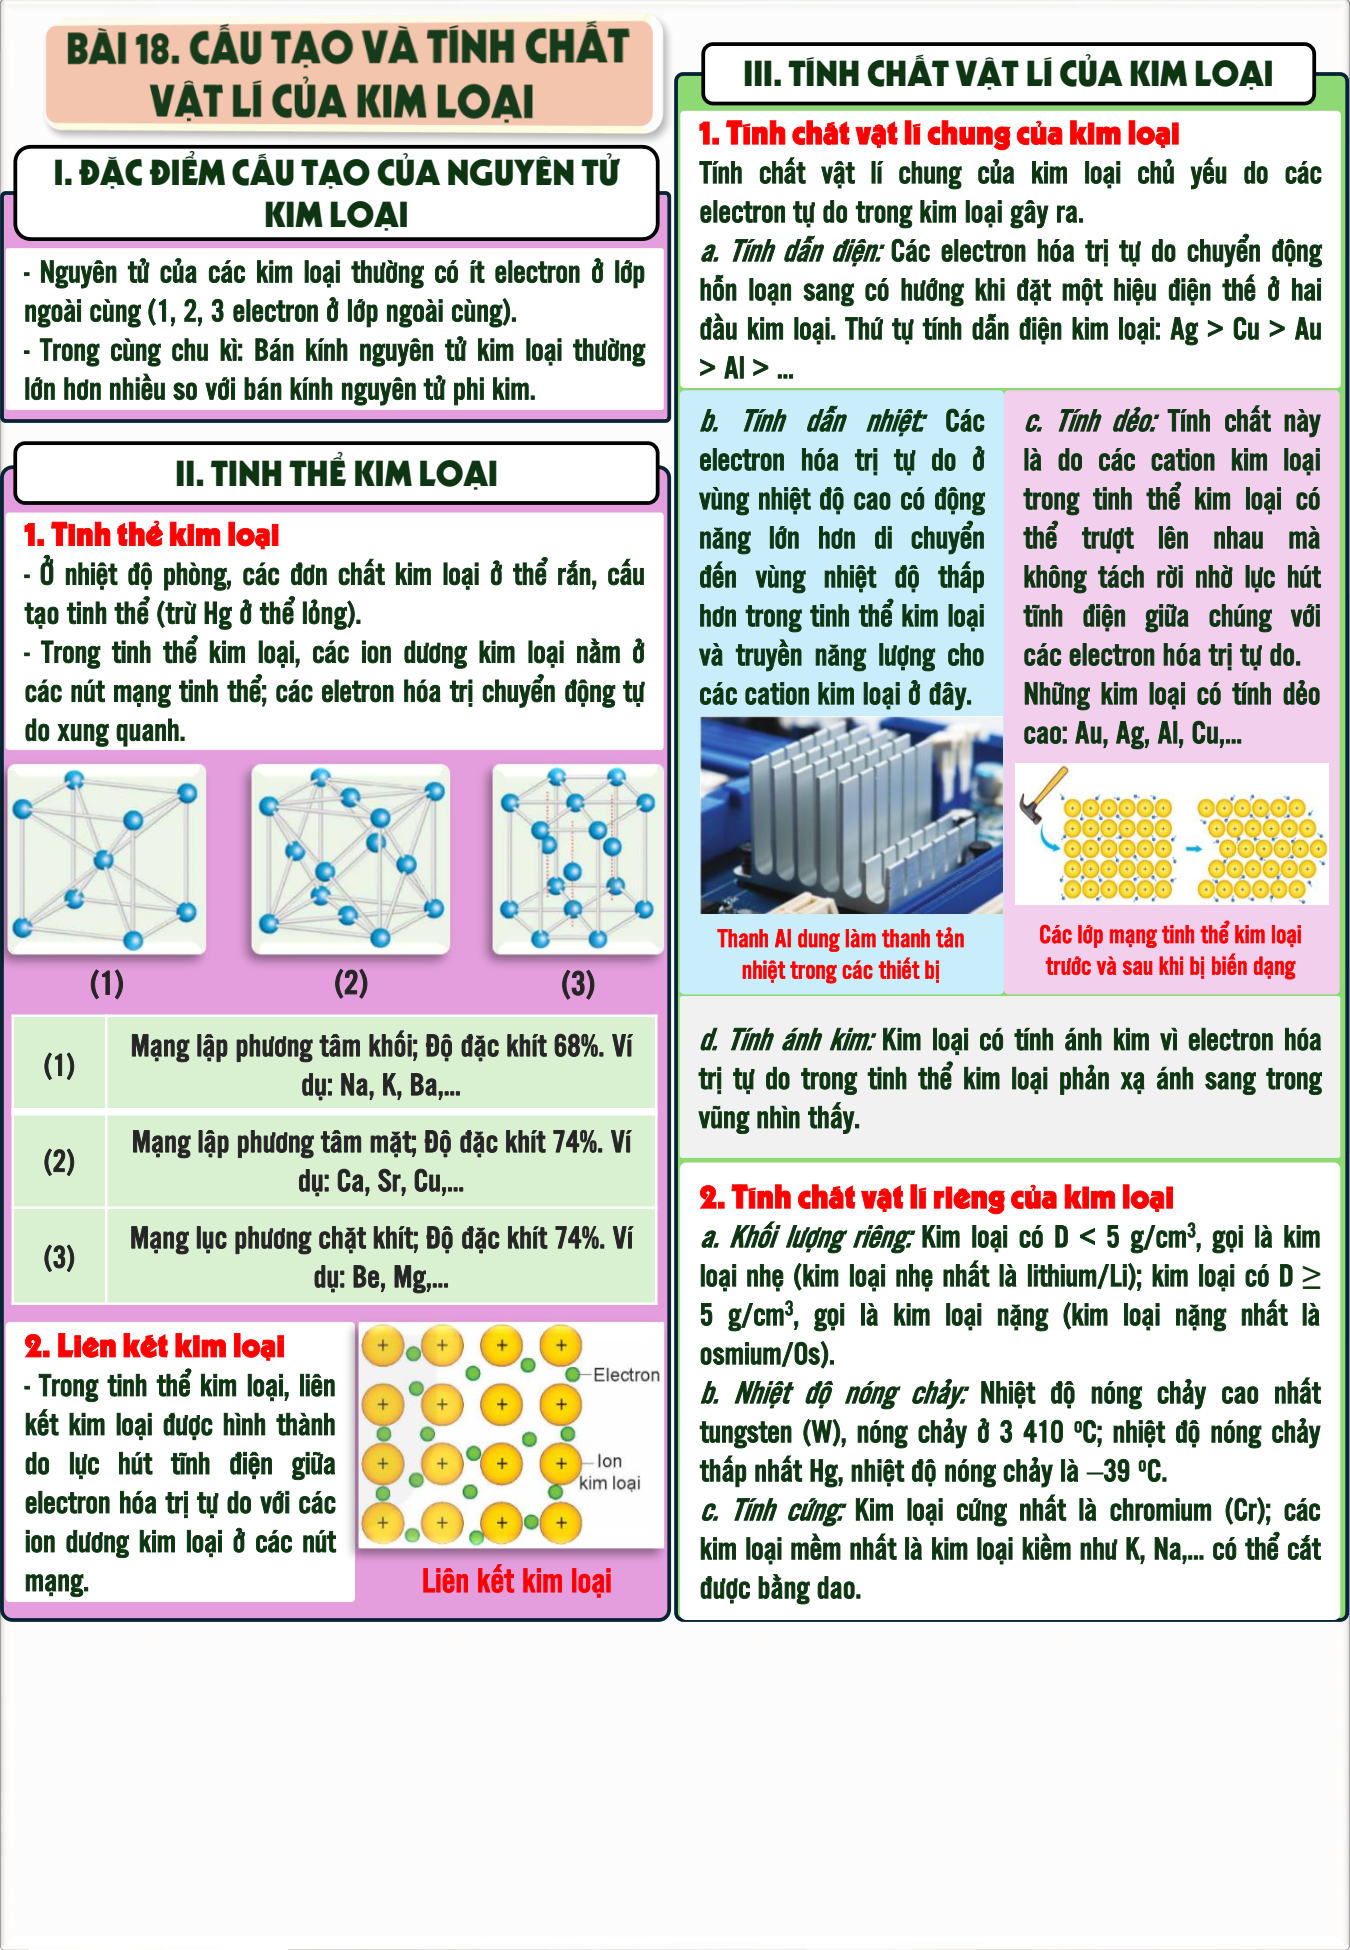 BÀI 18. CẤU TẠO VÀ TÍNH CHẤT
VẬT LÍ CỦA KIM LOẠI
I. ĐẶC ĐIỂM CẤU TẠO CỦA NGUYÊN TỬ
KIM LOẠI
- Nguyên tử của các kim loại thường có ít electron ở lớp
ngoài cùng (1, 2, 3 electron ở lớp ngoài cùng).
- Trong cùng chu kì: Bán kính nguyên tử kim loại thường
lớn hơn nhiều so với bán kính nguyên tử phi kim.
II. TINH THỂ KIM LOẠI
1. Tinh thể kim loại
- Ở nhiệt độ phòng, các đơn chất kim loại ở thể rắn, cấu
tạo tinh thể (trừ Hg ở thể lỏng).
- Trong tinh thể kim loại, các ion dương kim loại nằm ở
các nút mạng tinh thể; các eletron hóa trị chuyển động tự
do xung quanh.
(1)
(2)
(3)
(1)
Mạng lập phương tâm khối; Độ đặc khít 68%. Ví
dụ: Na, K, Ba,...
(2)
Mạng lập phương tâm mặt; Độ đặc khít 74%. Ví
dụ: Ca, Sr, Cu,...
(3)
Mạng lục phương chặt khít; Độ đặc khít 74%. Ví
dụ: Be, Mg,...
2. Liên kết kim loại
- Trong tinh thể kim loại, liên
kết kim loại được hình thành
do lực hút tĩnh điện giữa
electron hóa trị tự do với các
ion dương kim loại ở các nút
mạng.
Electron
Ion
kim loại
Liên kết kim loại
III. TÍNH CHẤT VẬT LÍ CỦA KIM LOẠI
1. Tính chất vật lí chung của kim loại
Tính chất vật lí chung của kim loại chủ yếu do các
electron tự do trong kim loại gây ra.
a. Tính dẫn điện: Các electron hóa trị tự do chuyển động
hỗn loạn sang có hướng khi đặt một hiệu điện thế ở hai
đầu kim loại. Thứ tự tính dẫn điện kim loại: Ag > Cu > Au
> Al > ...
b. Tính dẫn nhiệt: Các
electron hóa trị tự do ở
vùng nhiệt độ cao có động
năng lớn hơn di chuyển
đến vùng nhiệt độ thấp
hơn trong tinh thể kim loại
và truyền năng lượng cho
các cation kim loại ở đây.
Thanh Al dung làm thanh tản
nhiệt trong các thiết bị
c. Tính dẻo: Tính chất này
là do các cation kim loại
trong tinh thể kim loại có
thể trượt lên nhau mà
không tách rời nhờ lực hút
tĩnh điện giữa chúng với
các electron hóa trị tự do.
Những kim loại có tính dẻo
cao: Au, Ag, Al, Cu,...
Các lớp mạng tinh thể kim loại
trước và sau khi bị biến dạng
d. Tính ánh kim: Kim loại có tính ánh kim vì electron hóa
trị tự do trong tinh thể kim loại phản xạ ánh sang trong
vũng nhìn thấy.
2. Tính chất vật lí riêng của kim loại
a. Khối lượng riêng: Kim loại có D < 5 g/cm³, gọi là kim
loại nhẹ (kim loại nhẹ nhất là lithium/Li); kim loại có D ≥
5 g/cm³, gọi là kim loại nặng (kim loại nặng nhất là
osmium/Os).
b. Nhiệt độ nóng chảy: Nhiệt độ nóng chảy cao nhất
tungsten (W), nóng chảy ở 3 410 ⁰C; nhiệt độ nóng chảy
thấp nhất Hg, nhiệt độ nóng chảy là –39 ⁰C.
c. Tính cứng: Kim loại cứng nhất là chromium (Cr); các
kim loại mềm nhất là kim loại kiềm như K, Na,... có thể cắt
được bằng dao.